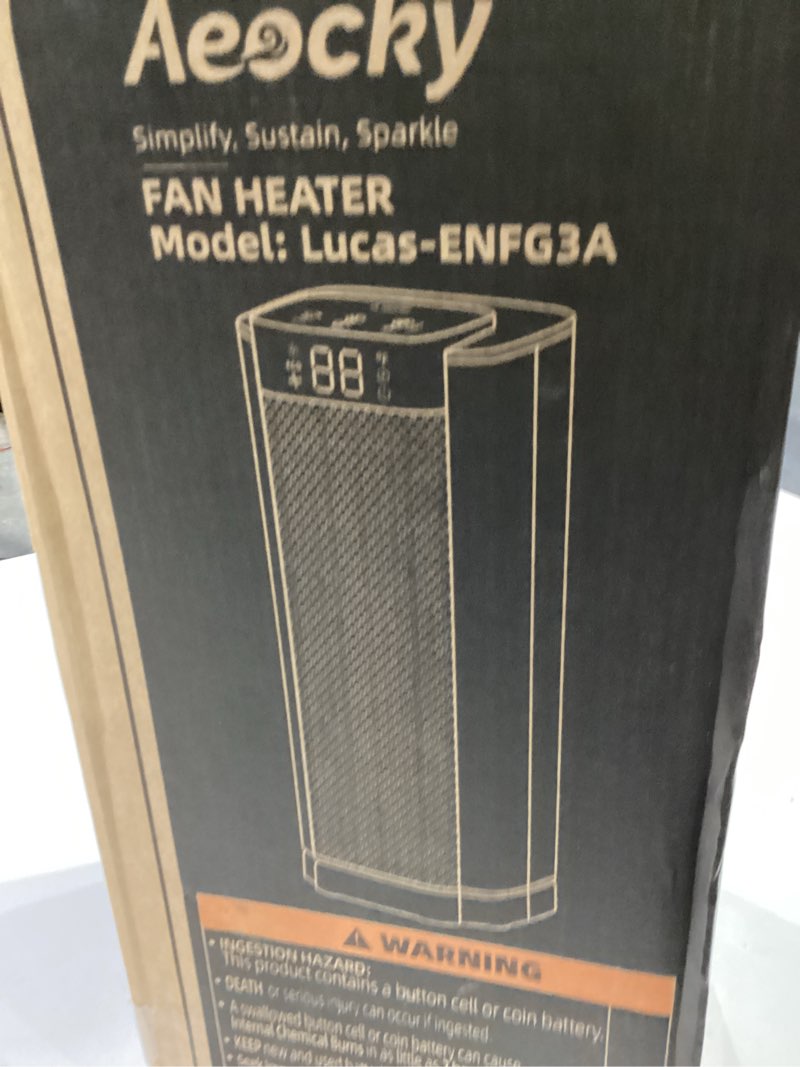 Aeocky
Simplify, Sustain, Sparkle
FAN HEATER
Model: Lucas-ENFG3A
88
WARNING
• INGESTION HAZARD:
This product contains a button cell or coin battery.
• DEATH or serious injury can occur if ingested.
• A swallowed button cell or coin battery can cause
Internal Chemical Burns in as little as
• KEEP new and used